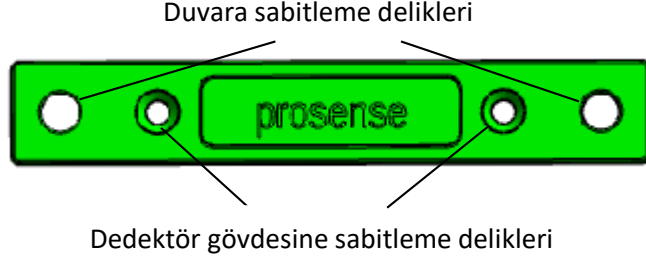 Duvara sabitleme delikleri
prosense
Dedektör gövdesine sabitleme delikleri